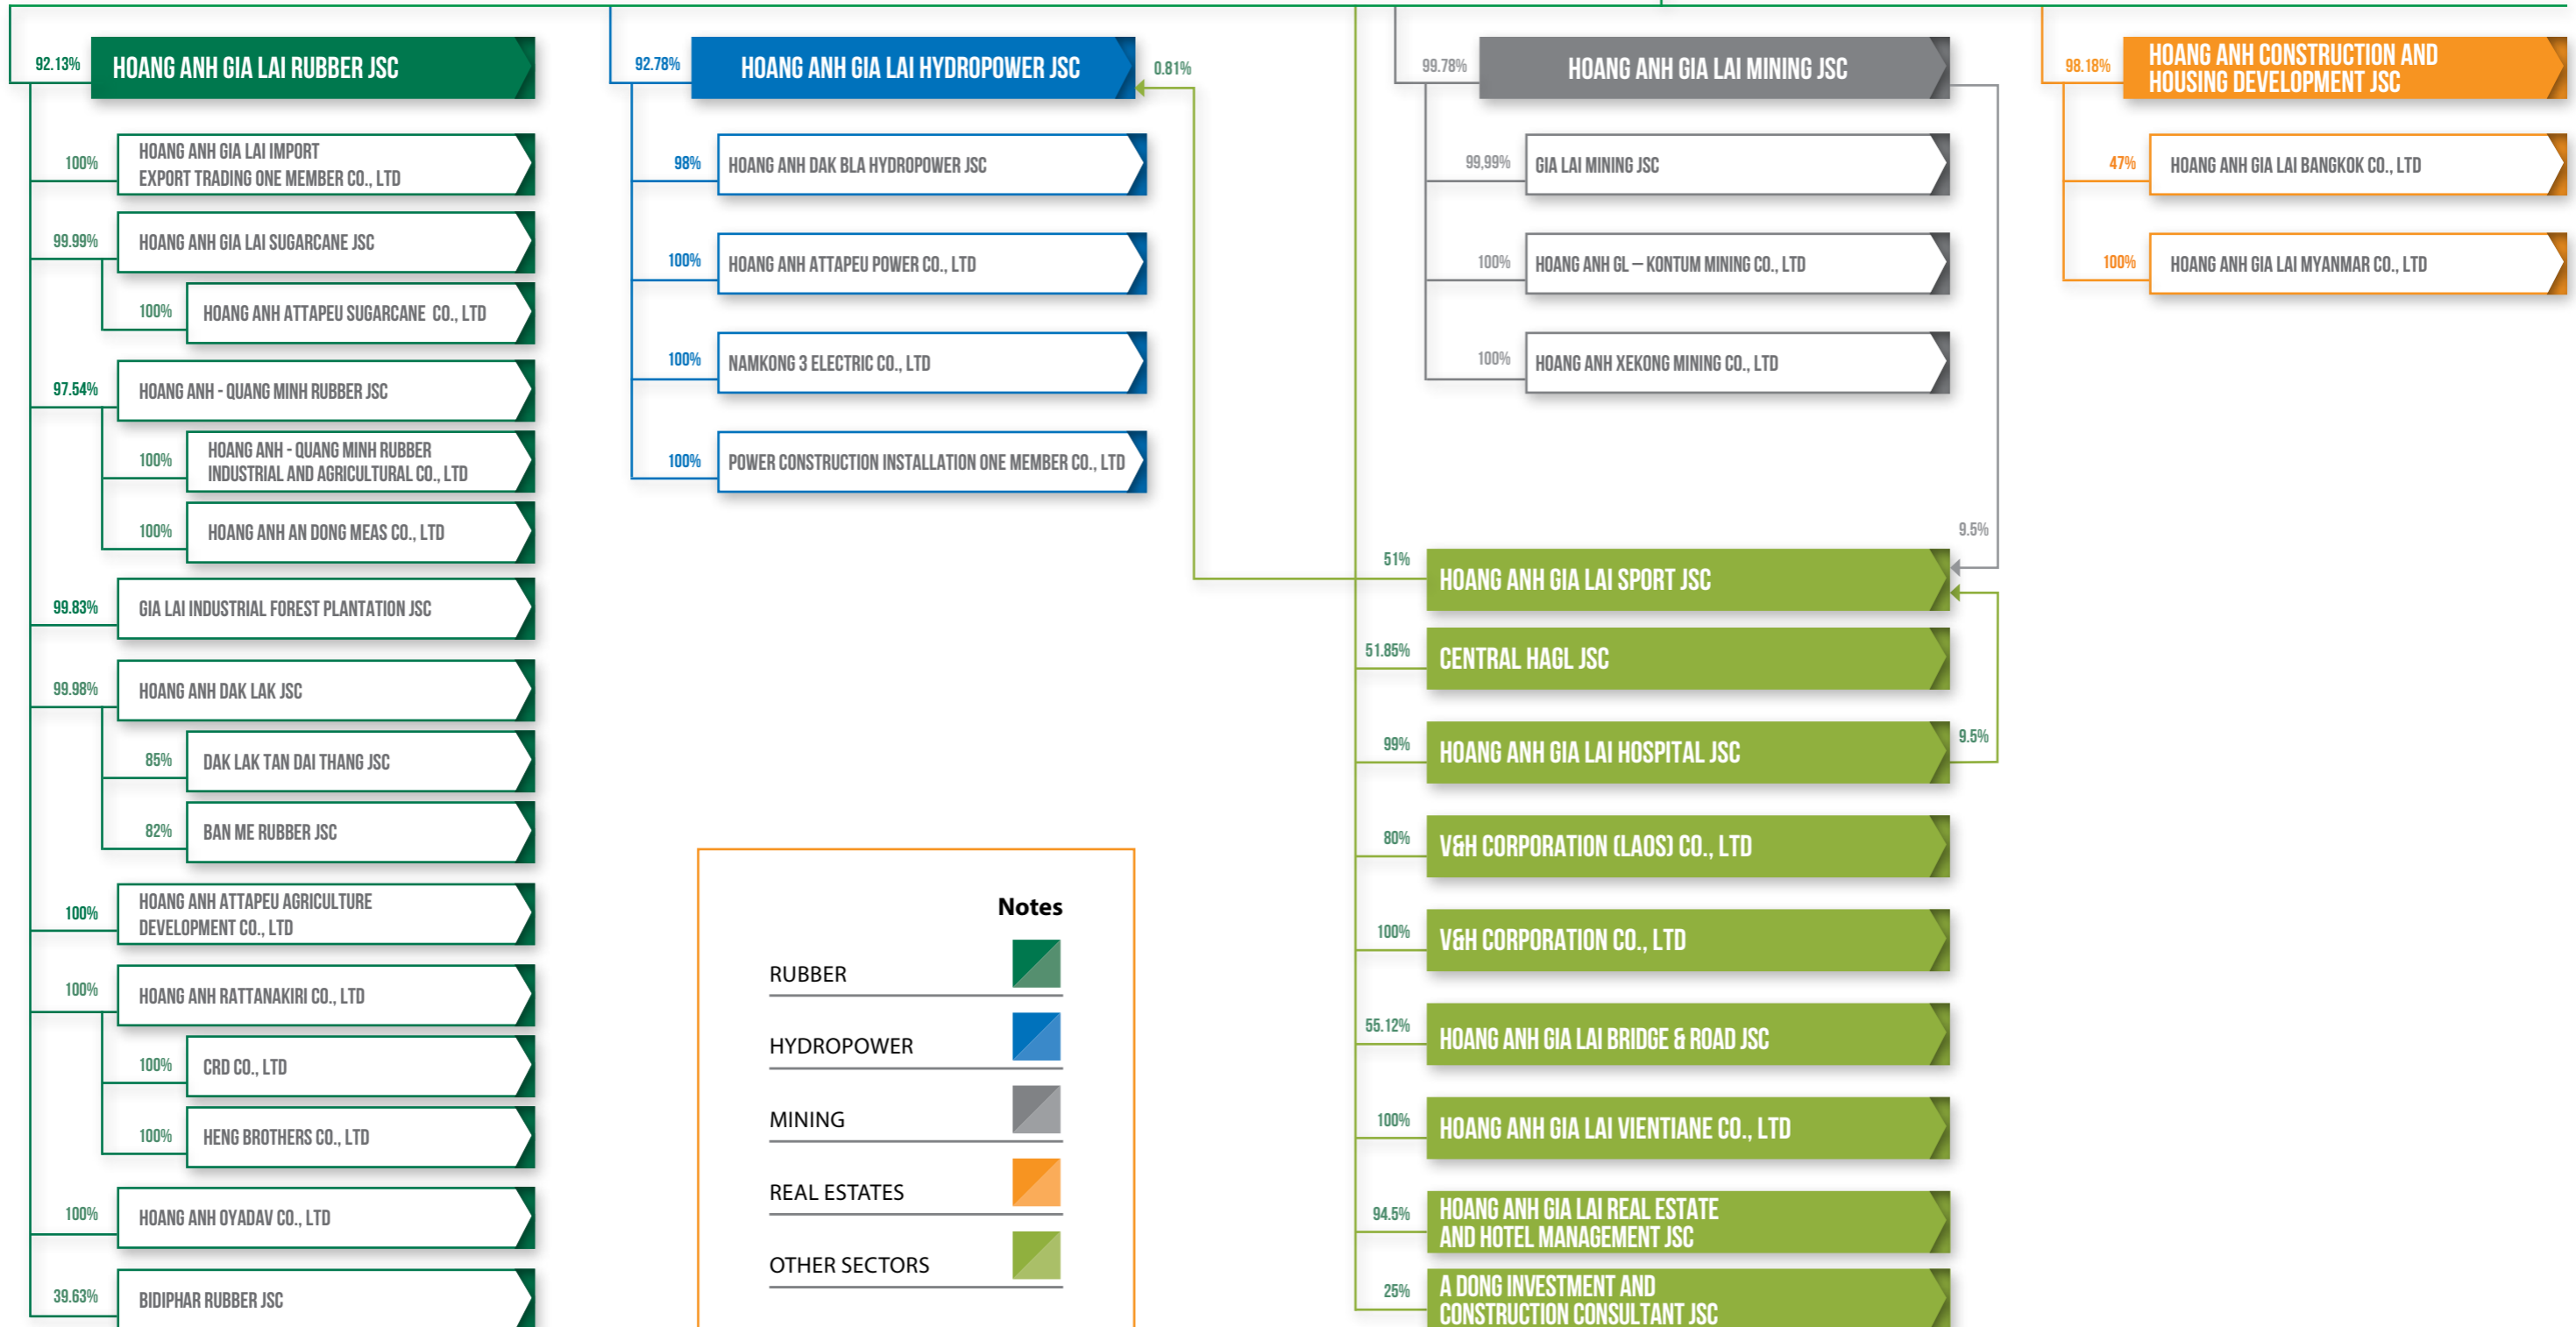 92.13%
HOANG ANH GIA LAI RUBBER JSC
100%
HOANG ANH GIA LAI IMPORT
EXPORT TRADING ONE MEMBER CO., LTD
99.99%
HOANG ANH GIA LAI SUGARCANE JSC
100%
HOANG ANH ATTAPEU SUGARCANE CO., LTD
97.54%
HOANG ANH - QUANG MINH RUBBER JSC
100%
HOANG ANH - QUANG MINH RUBBER
INDUSTRIAL AND AGRICULTURAL CO., LTD
100%
HOANG ANH AN DONG MEAS CO., LTD
99.83%
GIA LAI INDUSTRIAL FOREST PLANTATION JSC
99.98%
HOANG ANH DAK LAK JSC
85%
DAK LAK TAN DAI THANG JSC
82%
BAN ME RUBBER JSC
100%
HOANG ANH ATTAPEU AGRICULTURE
DEVELOPMENT CO., LTD
100%
HOANG ANH RATTANAKIRI CO., LTD
100%
CRD CO., LTD
100%
HENG BROTHERS CO., LTD
100%
HOANG ANH OYADAV CO., LTD
39.63%
BIDIPHAR RUBBER JSC
92.78%
HOANG ANH GIA LAI HYDROPOWER JSC
0.81%
98%
HOANG ANH DAK BLA HYDROPOWER JSC
100%
HOANG ANH ATTAPEU POWER CO., LTD
100%
NAMKONG 3 ELECTRIC CO., LTD
100%
POWER CONSTRUCTION INSTALLATION ONE MEMBER CO., LTD
Notes
RUBBER
HYDROPOWER
MINING
REAL ESTATES
OTHER SECTORS
99.78%
HOANG ANH GIA LAI MINING JSC
99,99%
GIA LAI MINING JSC
100%
HOANG ANH GL – KONTUM MINING CO., LTD
100%
HOANG ANH XEKONG MINING CO., LTD
9.5%
51%
HOANG ANH GIA LAI SPORT JSC
51.85%
CENTRAL HAGL JSC
99%
HOANG ANH GIA LAI HOSPITAL JSC
9.5%
80%
V&H CORPORATION (LAOS) CO., LTD
100%
V&H CORPORATION CO., LTD
55.12%
HOANG ANH GIA LAI BRIDGE & ROAD JSC
100%
HOANG ANH GIA LAI VIENTIANE CO., LTD
94.5%
HOANG ANH GIA LAI REAL ESTATE
AND HOTEL MANAGEMENT JSC
25%
A DONG INVESTMENT AND
CONSTRUCTION CONSULTANT JSC
98.18%
HOANG ANH CONSTRUCTION AND
HOUSING DEVELOPMENT JSC
47%
HOANG ANH GIA LAI BANGKOK CO., LTD
100%
HOANG ANH GIA LAI MYANMAR CO., LTD